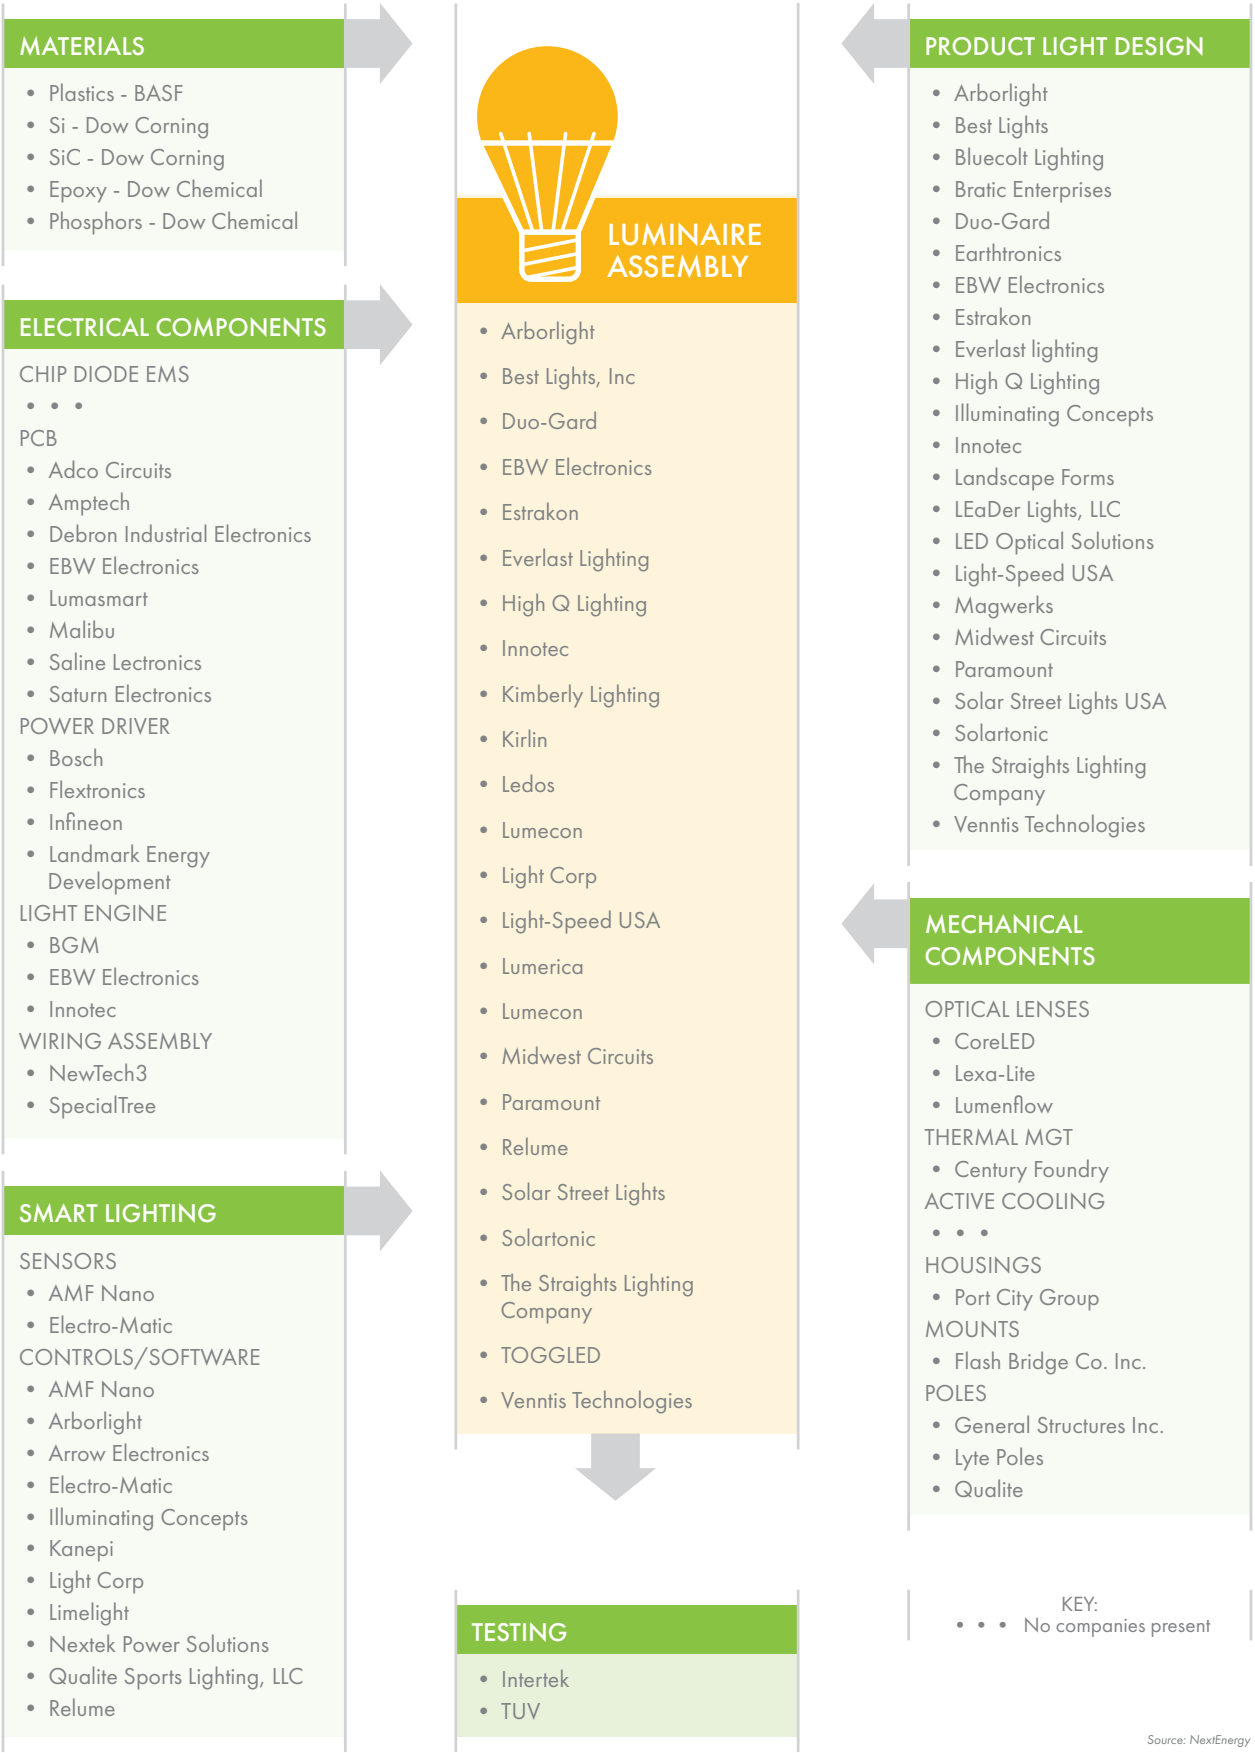 MATERIALS
• Plastics - BASF
• Si - Dow Corning
• SiC - Dow Corning
• Epoxy - Dow Chemical
• Phosphors - Dow Chemical
ELECTRICAL COMPONENTS
CHIP DIODE EMS
• • •
PCB
• Adco Circuits
• Amptech
• Debron Industrial Electronics
• EBW Electronics
• Lumasmart
• Malibu
• Saline Lectronics
• Saturn Electronics
POWER DRIVER
• Bosch
• Flextronics
• Infineon
• Landmark Energy
Development
LIGHT ENGINE
• BGM
• EBW Electronics
• Innotec
WIRING ASSEMBLY
• NewTech3
• SpecialTree
SMART LIGHTING
SENSORS
• AMF Nano
• Electro-Matic
CONTROLS/SOFTWARE
• AMF Nano
• Arborlight
• Arrow Electronics
• Electro-Matic
• Illuminating Concepts
• Kanepi
• Light Corp
• Limelight
• Nextek Power Solutions
• Qualite Sports Lighting, LLC
• Relume
LUMINAIRE
ASSEMBLY
• Arborlight
• Best Lights, Inc
• Duo-Gard
• EBW Electronics
• Estrakon
• Everlast Lighting
• High Q Lighting
• Innotec
• Kimberly Lighting
• Kirlin
• Ledos
• Lumecon
• Light Corp
• Light-Speed USA
• Lumerica
• Lumecon
• Midwest Circuits
• Paramount
• Relume
• Solar Street Lights
• Solartonic
• The Straights Lighting
Company
• TOGGLED
• Venntis Technologies
TESTING
• Intertek
• TUV
PRODUCT LIGHT DESIGN
• Arborlight
• Best Lights
• Bluecolt Lighting
• Bratic Enterprises
• Duo-Gard
• Earthtronics
• EBW Electronics
• Estrakon
• Everlast lighting
• High Q Lighting
• Illuminating Concepts
• Innotec
• Landscape Forms
• LEaDer Lights, LLC
• LED Optical Solutions
• Light-Speed USA
• Magwerks
• Midwest Circuits
• Paramount
• Solar Street Lights USA
• Solartonic
• The Straights Lighting
Company
• Venntis Technologies
MECHANICAL
COMPONENTS
OPTICAL LENSES
• CoreLED
• Lexa-Lite
• Lumenflow
THERMAL MGT
• Century Foundry
ACTIVE COOLING
• • •
HOUSINGS
• Port City Group
MOUNTS
• Flash Bridge Co. Inc.
POLES
• General Structures Inc.
• Lyte Poles
• Qualite
KEY:
• • • No companies present
Source: NextEnergy